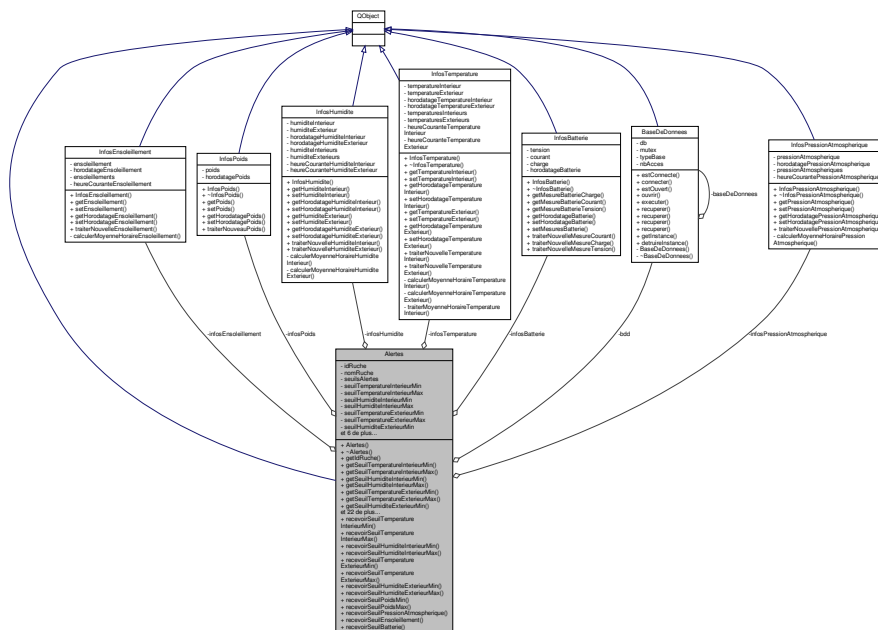 QObject
InfosEnsoleillement
- ensoleillement
- horodatageEnsoleillement
- ensoleillements
- heureCouranteEnsoleillement
+ InfosEnsoleillement()
+ ~InfosEnsoleillement()
+ getEnsoleillement()
+ setEnsoleillement()
+ getHorodatageEnsoleillement()
+ setHorodatageEnsoleillement()
+ traiterNouvelEnsoleillement()
- calculerMoyenneHoraireEnsoleillement()
InfosPoids
- poids
- horodatagePoids
+ InfosPoids()
+ ~InfosPoids()
+ getPoids()
+ setPoids()
+ getHorodatagePoids()
+ setHorodatagePoids()
+ traiterNouveauPoids()
InfosHumidite
- humiditeInterieur
- humiditeExterieur
- horodatageHumiditeInterieur
- horodatageHumiditeExterieur
- humiditeInterieurs
- humiditeExterieurs
- heureCouranteHumiditeInterieur
- heureCouranteHumiditeExterieur
+ InfosHumidite()
+ getHumiditeInterieur()
+ setHumiditeInterieur()
+ getHorodatageHumiditeInterieur()
+ setHorodatageHumiditeInterieur()
+ getHumiditeExterieur()
+ setHumiditeExterieur()
+ getHorodatageHumiditeExterieur()
+ setHorodatageHumiditeExterieur()
+ traiterNouvelleHumiditeInterieur()
+ traiterNouvelleHumiditeExterieur()
- calculerMoyenneHoraireHumidite
Interieur()
- calculerMoyenneHoraireHumidite
Exterieur()
InfosTemperature
- temperatureInterieur
- temperatureExterieur
- horodatageTemperatureInterieur
- horodatageTemperatureExterieur
- temperaturesInterieurs
- temperaturesExterieurs
- heureCouranteTemperature
Interieur
- heureCouranteTemperature
Exterieur
+ InfosTemperature()
+ ~InfosTemperature()
+ getTemperatureInterieur()
+ setTemperatureInterieur()
+ getHorodatageTemperature
Interieur()
+ setHorodatageTemperature
Interieur()
+ getTemperatureExterieur()
+ setTemperatureExterieur()
+ getHorodatageTemperature
Exterieur()
+ setHorodatageTemperature
Exterieur()
+ traiterNouvelleTemperature
Interieur()
+ traiterNouvelleTemperature
Exterieur()
- calculerMoyenneHoraireTemperature
Interieur()
- calculerMoyenneHoraireTemperature
Exterieur()
- traiterMoyenneHoraireTemperature
Interieur()
InfosBatterie
- tension
- courant
- charge
- horodatageBatterie
+ InfosBatterie()
+ ~InfosBatterie()
+ getMesureBatterieCharge()
+ getMesureBatterieCourant()
+ getMesureBatterieTension()
+ getHorodatageBatterie()
+ setHorodatageBatterie()
+ setMesuresBatterie()
+ traiterNouvelleMesureCourant()
+ traiterNouvelleMesureCharge()
+ traiterNouvelleMesureTension()
BaseDeDonnees
- db
- mutex
- typeBase
- nbAcces
+ estConnecte()
+ connecter()
+ estOuvert()
+ ouvrir()
+ executer()
+ recuperer()
+ recuperer()
+ recuperer()
+ recuperer()
+ getInstance()
+ detruireInstance()
- BaseDeDonnees()
- ~BaseDeDonnees()
-baseDeDonnees
InfosPressionAtmospherique
- pressionAtmospherique
- horodatagePressionAtmospherique
- pressionAtmospheriques
- heureCourantePressionAtmospherique
+ InfosPressionAtmospherique()
+ ~InfosPressionAtmospherique()
+ getPressionAtmospherique()
+ setPressionAtmospherique()
+ getHorodatagePressionAtmospherique()
+ setHorodatagePressionAtmospherique()
+ traiterNouvellePressionAtmospherique()
- calculerMoyenneHorairePression
Atmospherique()
-infosEnsoleillement
-infosPoids
-infosHumidite
-infosTemperature
-infosBatterie
-bdd
-infosPressionAtmospherique
Alertes
- idRuche
- nomRuche
- seuilsAlertes
- seuilTemperatureInterieurMin
- seuilTemperatureInterieurMax
- seuilHumiditeInterieurMin
- seuilHumiditeInterieurMax
- seuilTemperatureExterieurMin
- seuilTemperatureExterieurMax
- seuilHumiditeExterieurMin
et 6 de plus...
+ Alertes()
+ ~Alertes()
+ getIdRuche()
+ getSeuilTemperatureInterieurMin()
+ getSeuilTemperatureInterieurMax()
+ getSeuilHumiditeInterieurMin()
+ getSeuilHumiditeInterieurMax()
+ getSeuilTemperatureExterieurMin()
+ getSeuilTemperatureExterieurMax()
+ getSeuilHumiditeExterieurMin()
et 22 de plus...
+ recevoirSeuilTemperature
InterieurMin()
+ recevoirSeuilTemperature
InterieurMax()
+ recevoirSeuilHumiditeInterieurMin()
+ recevoirSeuilHumiditeInterieurMax()
+ recevoirSeuilTemperature
ExterieurMin()
+ recevoirSeuilTemperature
ExterieurMax()
+ recevoirSeuilHumiditeExterieurMin()
+ recevoirSeuilHumiditeExterieurMax()
+ recevoirSeuilPoidsMin()
+ recevoirSeuilPoidsMax()
+ recevoirSeuilPressionAtmospherique()
+ recevoirSeuilEnsoleillement()
+ recevoirSeuilBatterie()